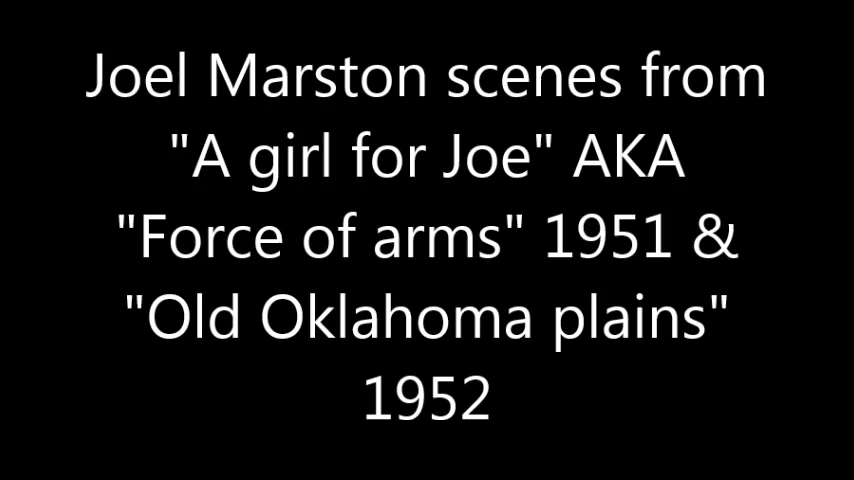 Joel Marston scenes from
"A girl for Joe" AKA
"Force of arms" 1951 &
"Old Oklahoma plains"
1952